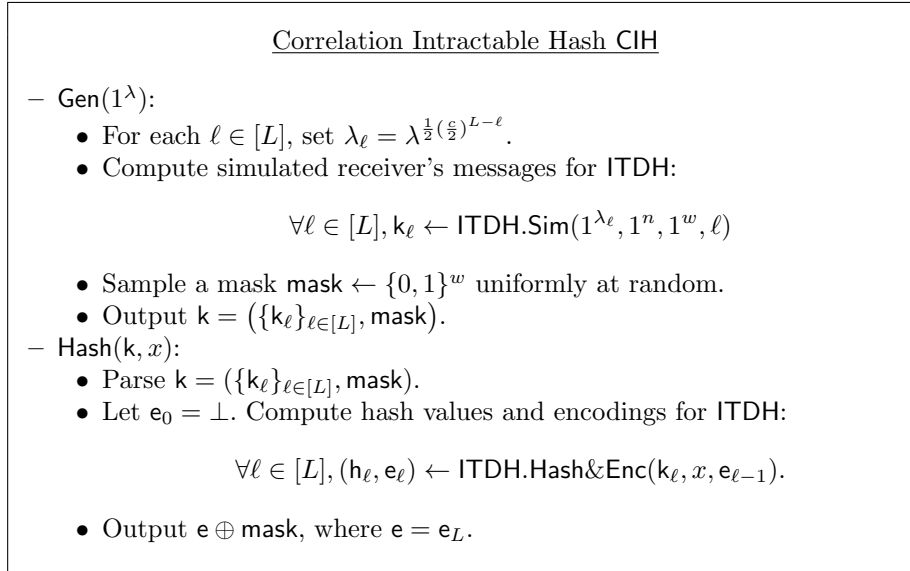 Correlation Intractable Hash CIH
– Gen(1^λ):
• For each ℓ ∈ [L], set λ_ℓ = λ^{\frac{1}{2}(\frac{c}{2})^{L−ℓ}}.
• Compute simulated receiver's messages for ITDH:
∀ℓ ∈ [L], k_ℓ ← ITDH.Sim(1^{λ_ℓ}, 1^n, 1^w, ℓ)
• Sample a mask mask ← {0, 1}^w uniformly at random.
• Output k = ({k_ℓ}_{ℓ∈[L]}, mask).
– Hash(k, x):
• Parse k = ({k_ℓ}_{ℓ∈[L]}, mask).
• Let e_0 = ⊥. Compute hash values and encodings for ITDH:
∀ℓ ∈ [L], (h_ℓ, e_ℓ) ← ITDH.Hash&Enc(k_ℓ, x, e_{ℓ−1}).
• Output e ⊕ mask, where e = e_L.